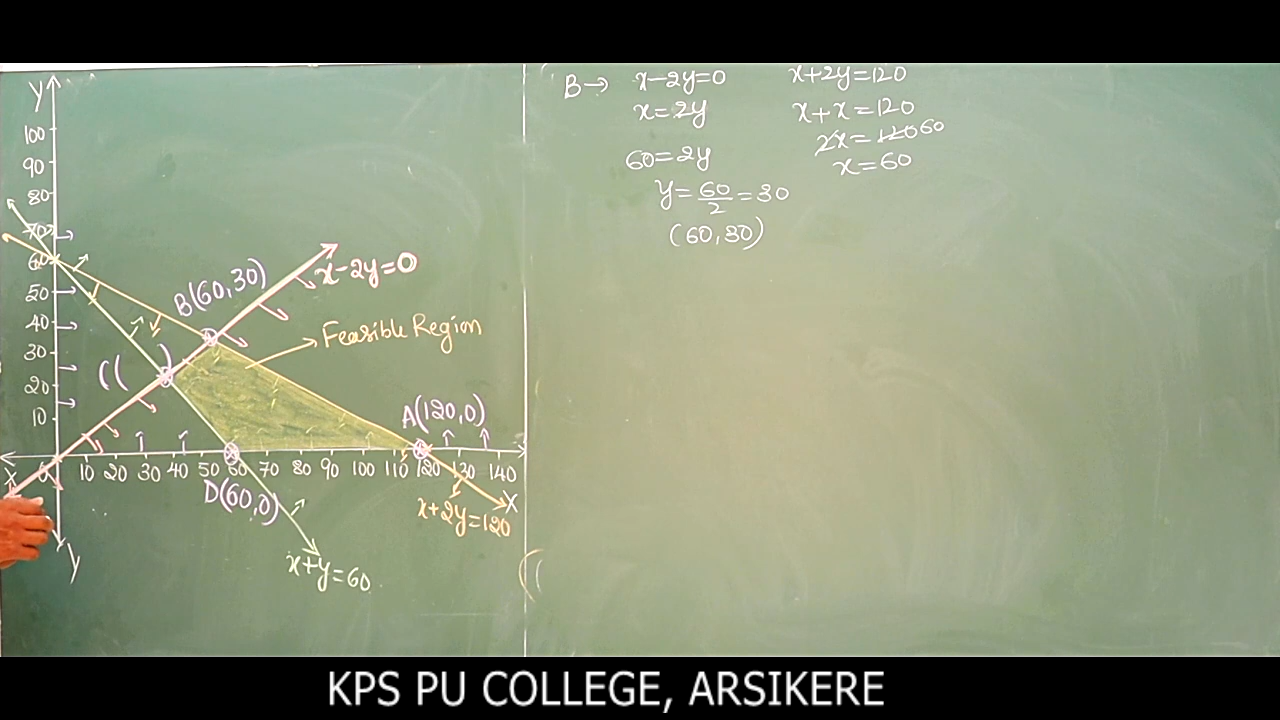 Y
100
90
80
70
60
50
40
30
20
10
B(60,30)
x-2y=0
Feasible Region
C( )
A(120,0)
X 0 10 20 30 40 50 60 70 80 90 100 110 120 130 140
D(60,0)
X
x+2y=120
Y
x+y=60
B→ x-2y=0 x+2y=120
x=2y x+x=120
2x=120 60
60=2y x=60
y=60/2=30
(60,30)
KPS PU COLLEGE, ARSIKERE